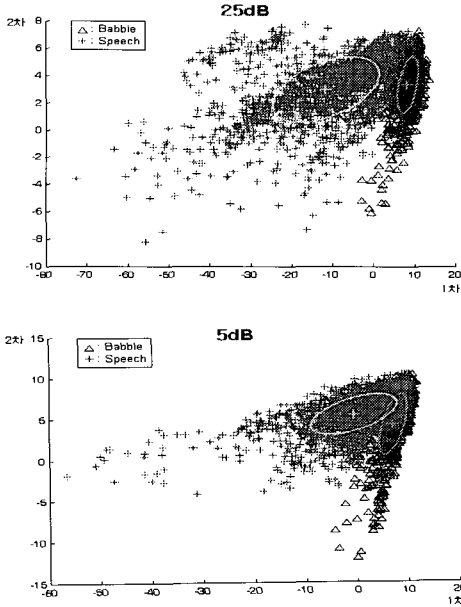 25dB
2차
△ : Babble
+ : Speech
8
6
4
2
0
-2
-4
-6
-8
-10
-80 -70 -60 -50 -40 -30 -20 -10 0 10 20
1차
5dB
2차
△ : Babble
+ : Speech
15
10
5
0
-5
-10
-15
-60 -50 -40 -30 -20 -10 0 10 20
1차